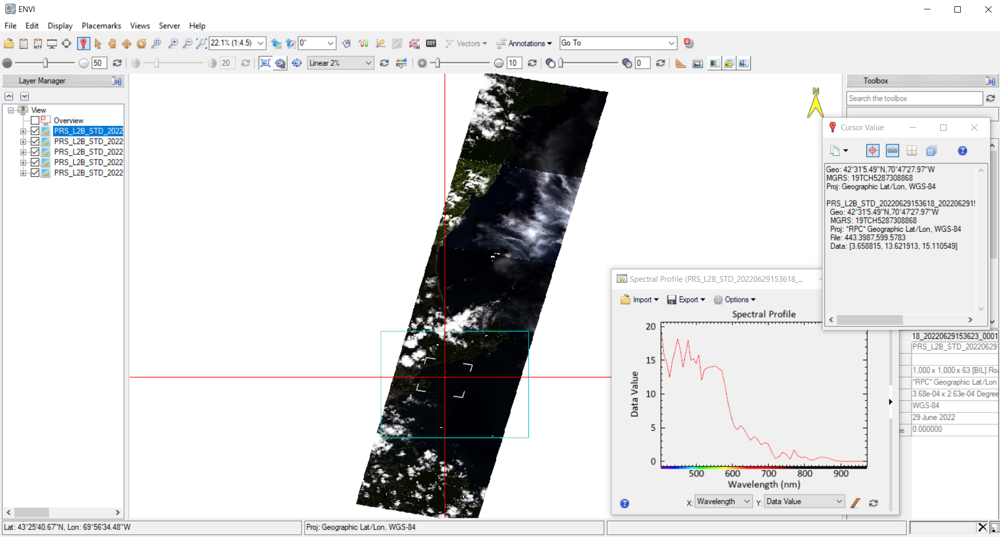 ENVI
File Edit Display Placemarks Views Server Help
NTF 22.1% (1:4.5) 0° roi Vectors Annotations Go To
50 20 Linear 2% 10 0
Layer Manager
View
Overview
PRS_L2B_STD_2022
PRS_L2B_STD_2022
PRS_L2B_STD_2022
PRS_L2B_STD_2022
PRS_L2B_STD_2022
N
Toolbox
Search the toolbox
Cursor Value
Geo: 42°31'5.49"N,70°47'27.97"W
MGRS: 19TCH5287308868
Proj: Geographic Lat/Lon, WGS-84
PRS_L2B_STD_20220629153618_202206291
Geo: 42°31'5.49"N,70°47'27.97"W
MGRS: 19TCH5287308868
Proj: *RPC* Geographic Lat/Lon, WGS-84
File: 443.3987,599.5783
Data: [3.658815, 13.621913, 15.110549]
Spectral Profile (PRS_L2B_STD_20220629153618_...
Import Export Options
Spectral Profile
20
15
10
5
0
Data Value
500 600 700 800 900
Wavelength (nm)
X: Wavelength Y: Data Value
18_20220629153623_0001
PRS_L2B_STD_20220629
1,000 x 1,000 x 63 [BIL] Flo
*RPC* Geographic Lat/Lon
3.68e-04 x 2.63e-04 Degree
WGS-84
29 June 2022
0.000000
Lat: 43°25'40.67"N, Lon: 69°56'34.48"W
Proj: Geographic Lat/Lon, WGS-84